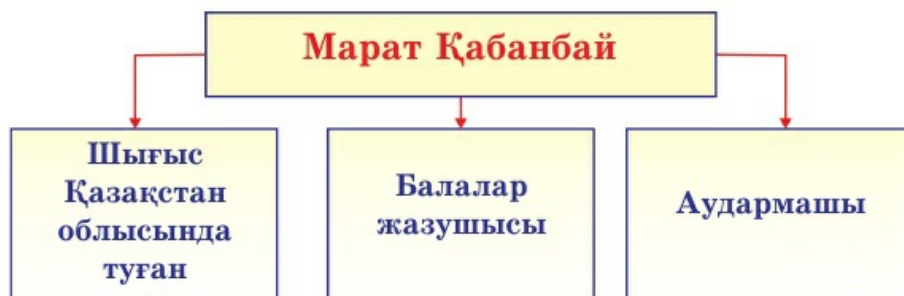 Марат Қабанбай
Шығыс
Қазақстан
облысында
туған
Балалар
жазушысы
Аудармашы